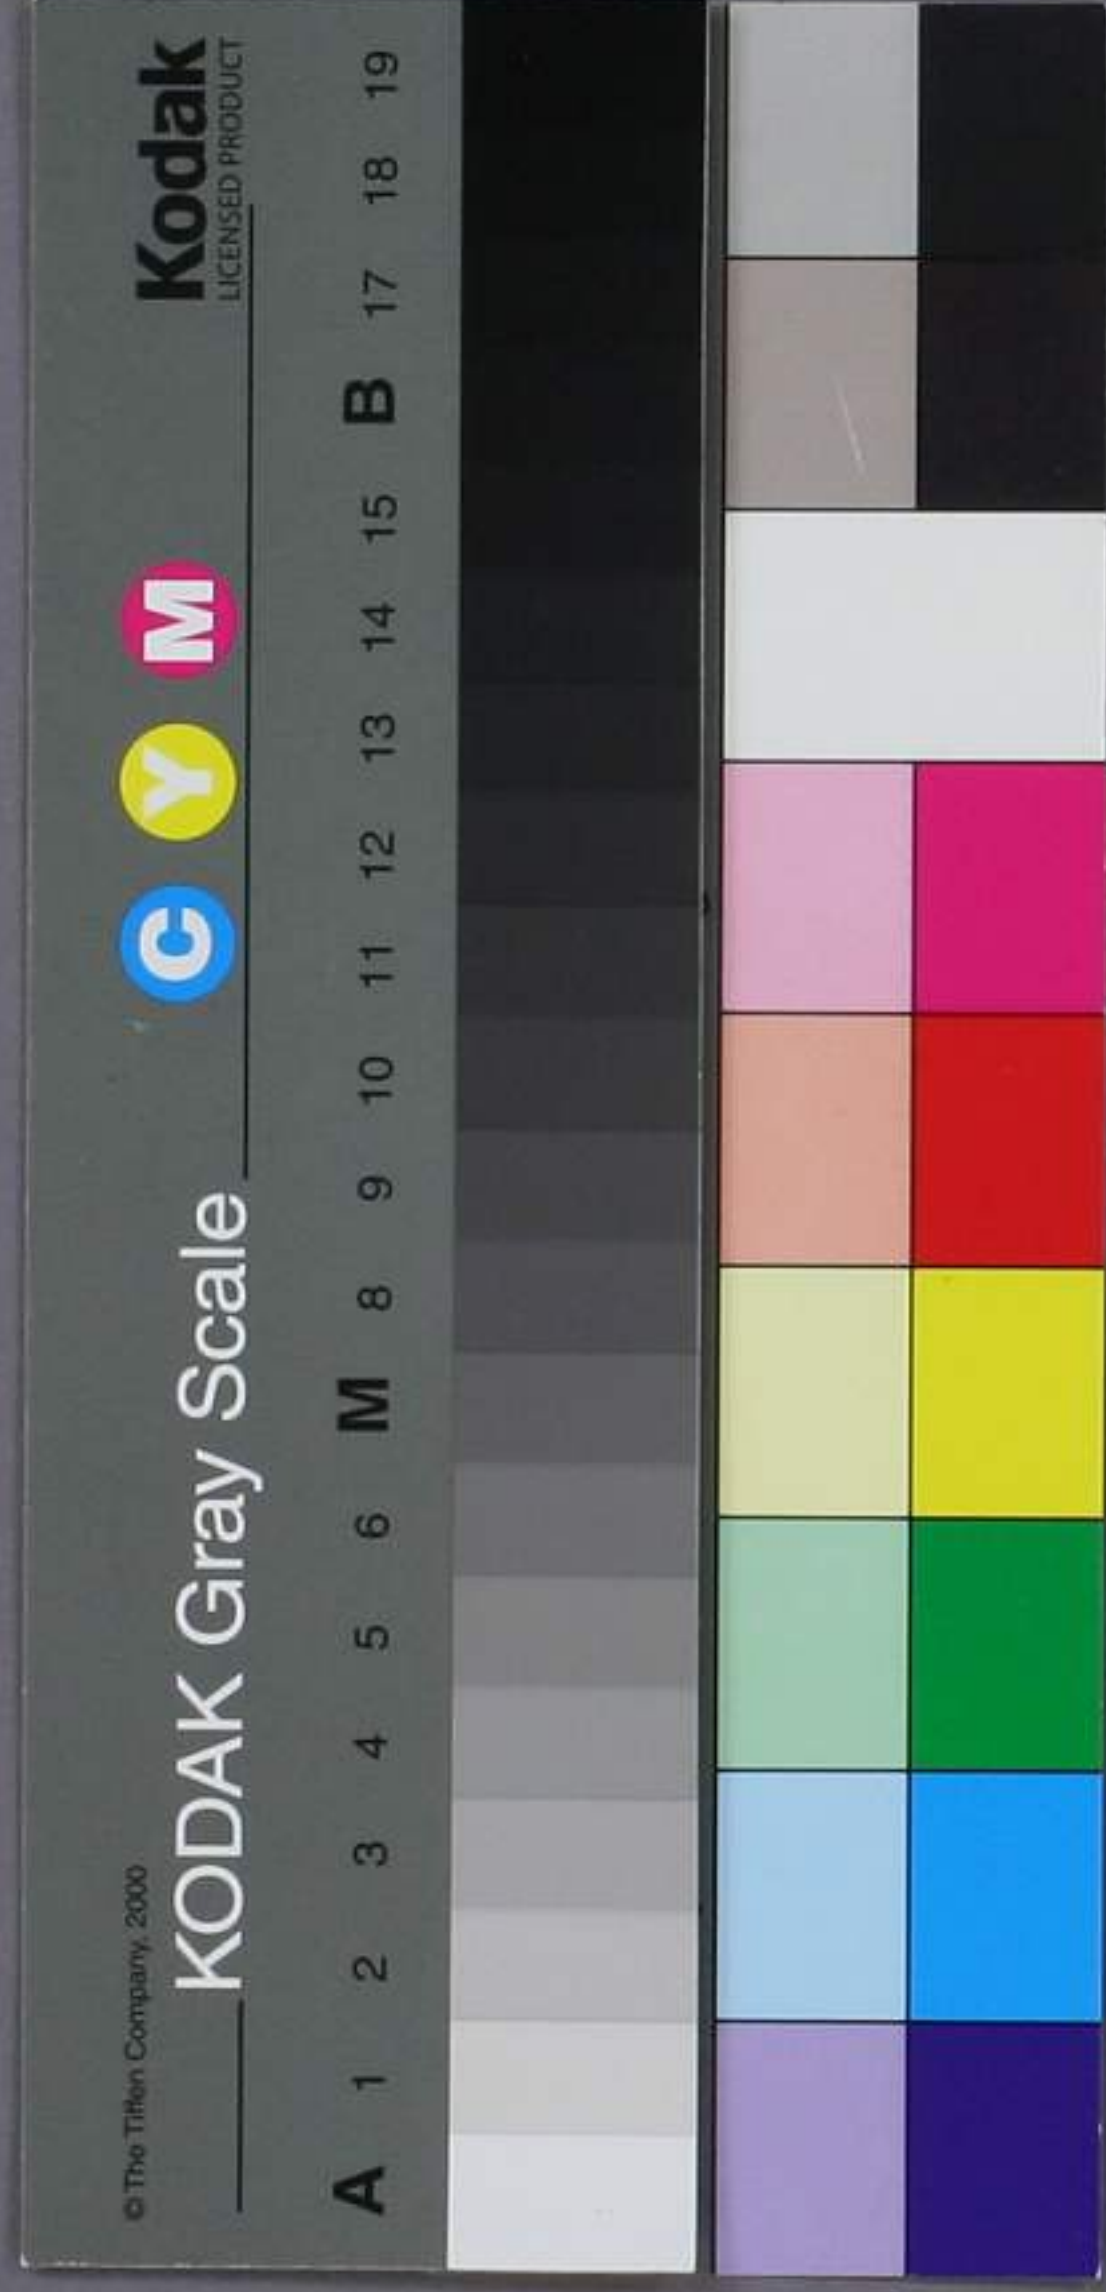 © The Tiffen Company, 2000
KODAK Gray Scale
C Y M
Kodak
LICENSED PRODUCT
A 1 2 3 4 5 6 M 8 9 10 11 12 13 14 15 B 17 18 19